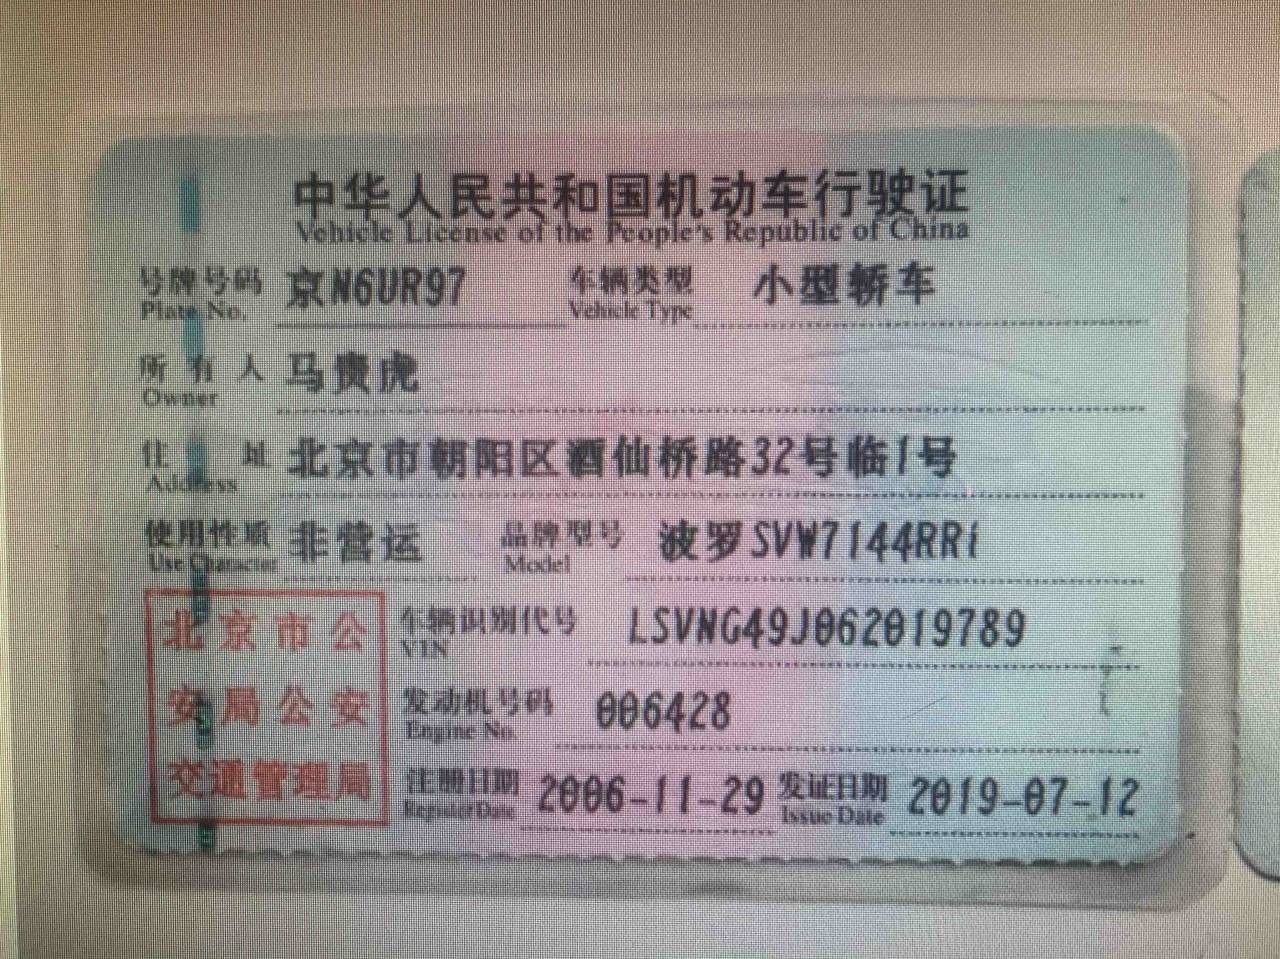 中华人民共和国机动车行驶证
Vehicle License of the People's Republic of China
号牌号码 京N6UR97 车辆类型 小型轿车
Plate No. Vehicle Type
所有人 马贵虎
Owner
住址 北京市朝阳区酒仙桥路32号临1号
Address
使用性质 非营运 品牌型号 波罗SVW7144RRI
Use Character Model
北京市公
安局公安
交通管理局
车辆识别代号 LSVNG49J062019789
VIN
发动机号码 006428
Engine No.
注册日期 2006-11-29 发证日期 2019-07-12
Register Date Issue Date